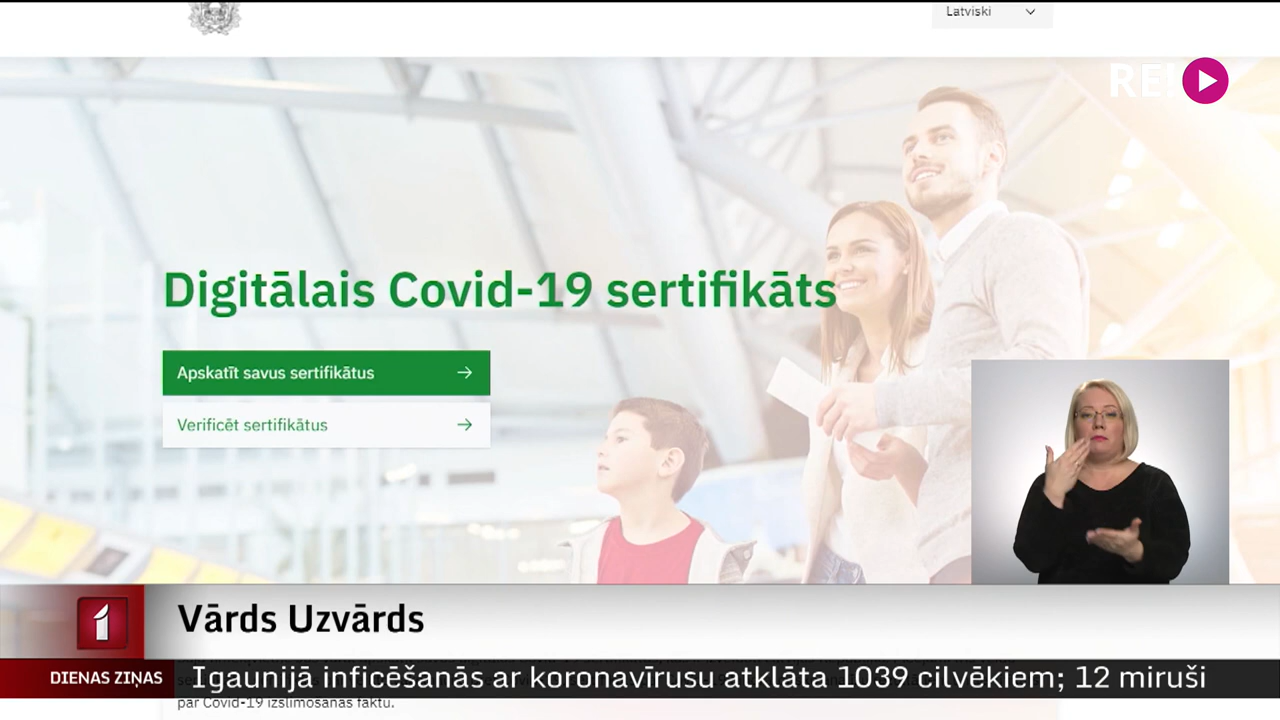 Latviski
RE:
Digitālais Covid-19 sertifikāts
Apskatīt savus sertifikātus →
Verificēt sertifikātus →
1
Vārds Uzvārds
DIENAS ZIŅAS
Igaunijā inficēšanās ar koronavīrusu atklāta 1039 cilvēkiem; 12 miruši
par Covid-19 izslimošanas faktu.